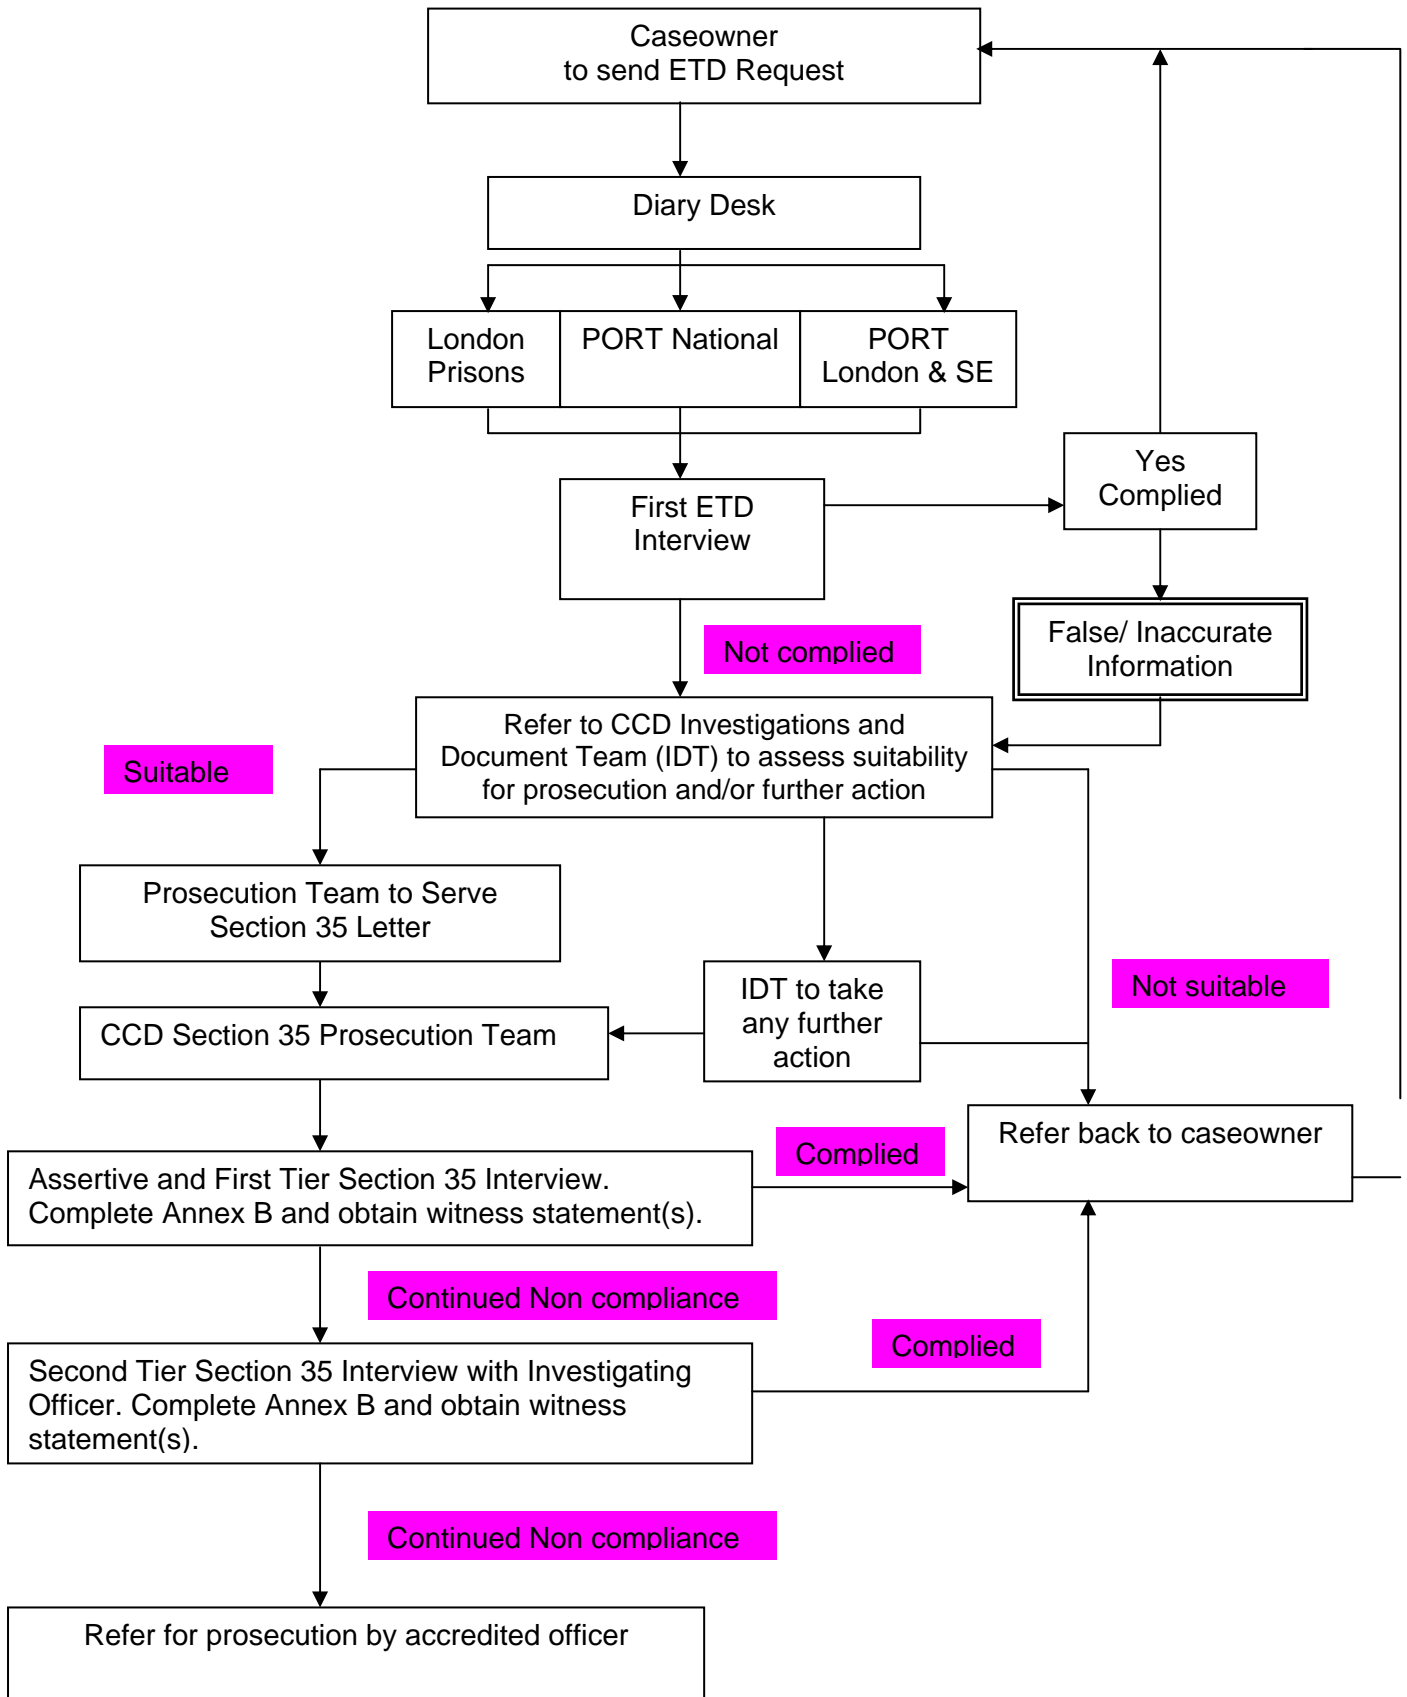 Caseowner
to send ETD Request
Diary Desk
London
Prisons
PORT National
PORT
London & SE
Yes
Complied
First ETD
Interview
False/ Inaccurate
Information
Not complied
Refer to CCD Investigations and
Document Team (IDT) to assess suitability
for prosecution and/or further action
Suitable
Prosecution Team to Serve
Section 35 Letter
IDT to take
any further
action
Not suitable
CCD Section 35 Prosecution Team
Refer back to caseowner
Complied
Assertive and First Tier Section 35 Interview.
Complete Annex B and obtain witness statement(s).
Continued Non compliance
Complied
Second Tier Section 35 Interview with Investigating
Officer. Complete Annex B and obtain witness
statement(s).
Continued Non compliance
Refer for prosecution by accredited officer